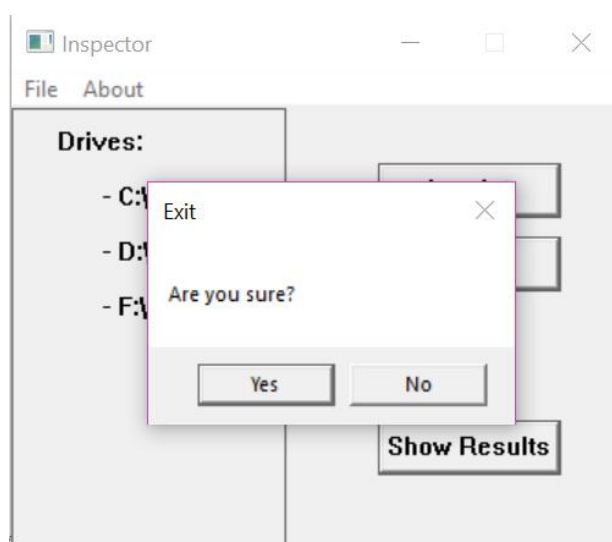 Inspector
File About
Drives:
- C:\
- D:\
- F:\
Exit
Are you sure?
Yes No
Show Results